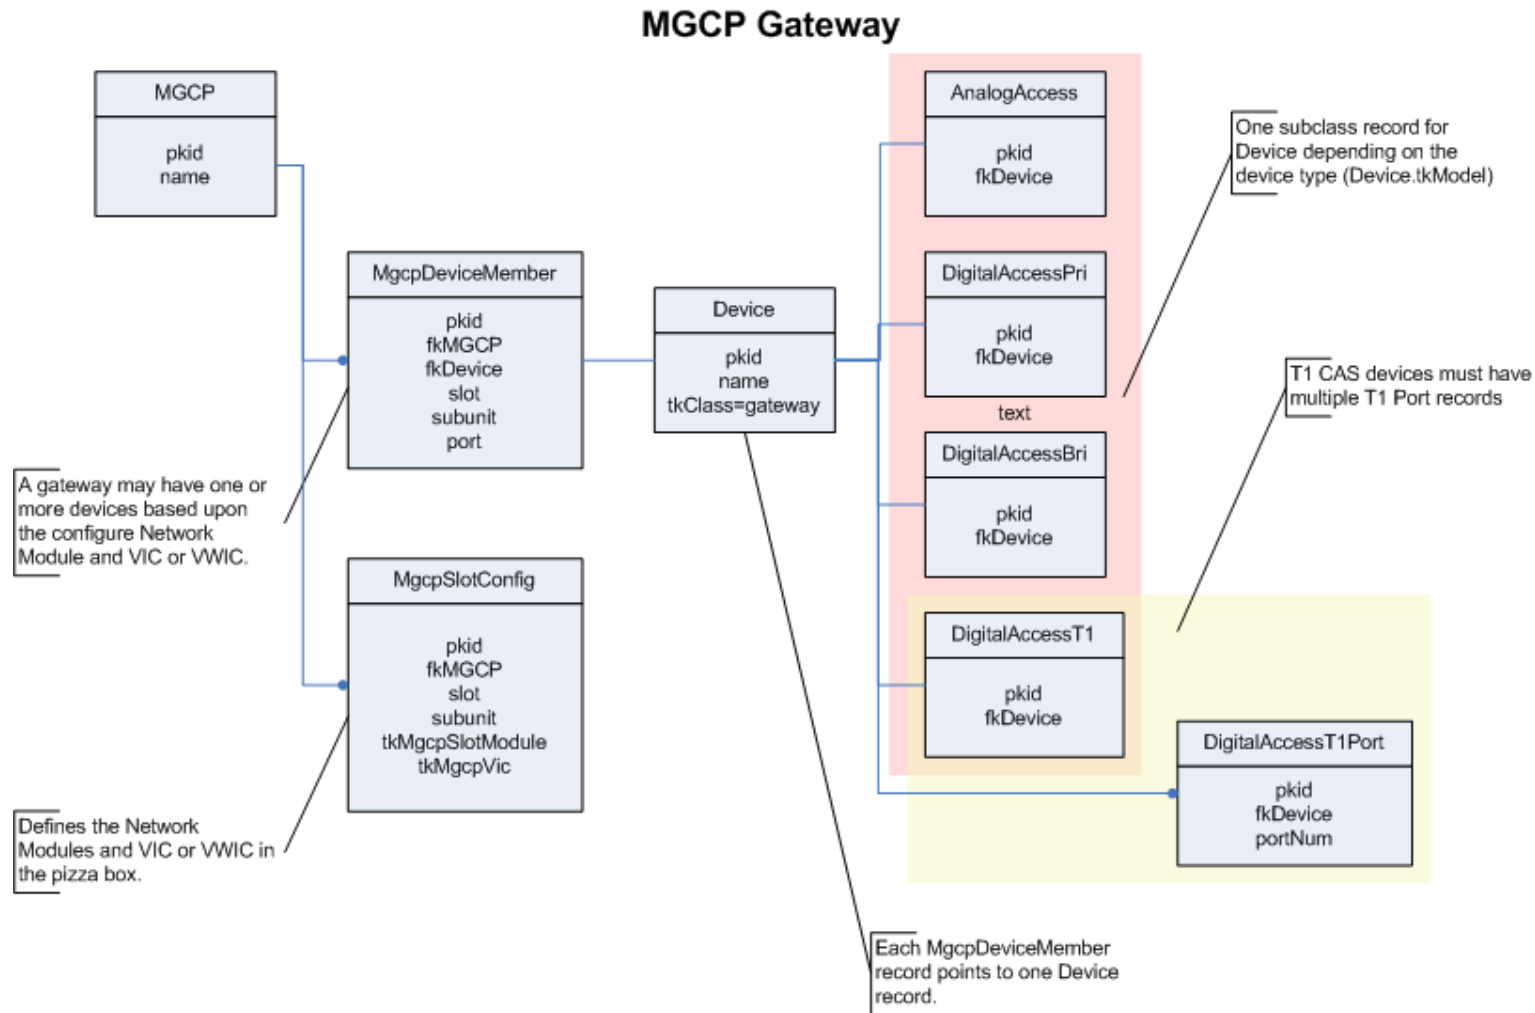 MGCP Gateway
MGCP
pkid
name
MgcpDeviceMember
pkid
fkMGCP
fkDevice
slot
subunit
port
A gateway may have one or
more devices based upon
the configure Network
Module and VIC or VWIC.
MgcpSlotConfig
pkid
fkMGCP
slot
subunit
tkMgcpSlotModule
tkMgcpVic
Defines the Network
Modules and VIC or VWIC in
the pizza box.
Device
pkid
name
tkClass=gateway
Each MgcpDeviceMember
record points to one Device
record.
AnalogAccess
pkid
fkDevice
DigitalAccessPri
pkid
fkDevice
text
DigitalAccessBri
pkid
fkDevice
DigitalAccessT1
pkid
fkDevice
DigitalAccessT1Port
pkid
fkDevice
portNum
One subclass record for
Device depending on the
device type (Device.tkModel)
T1 CAS devices must have
multiple T1 Port records